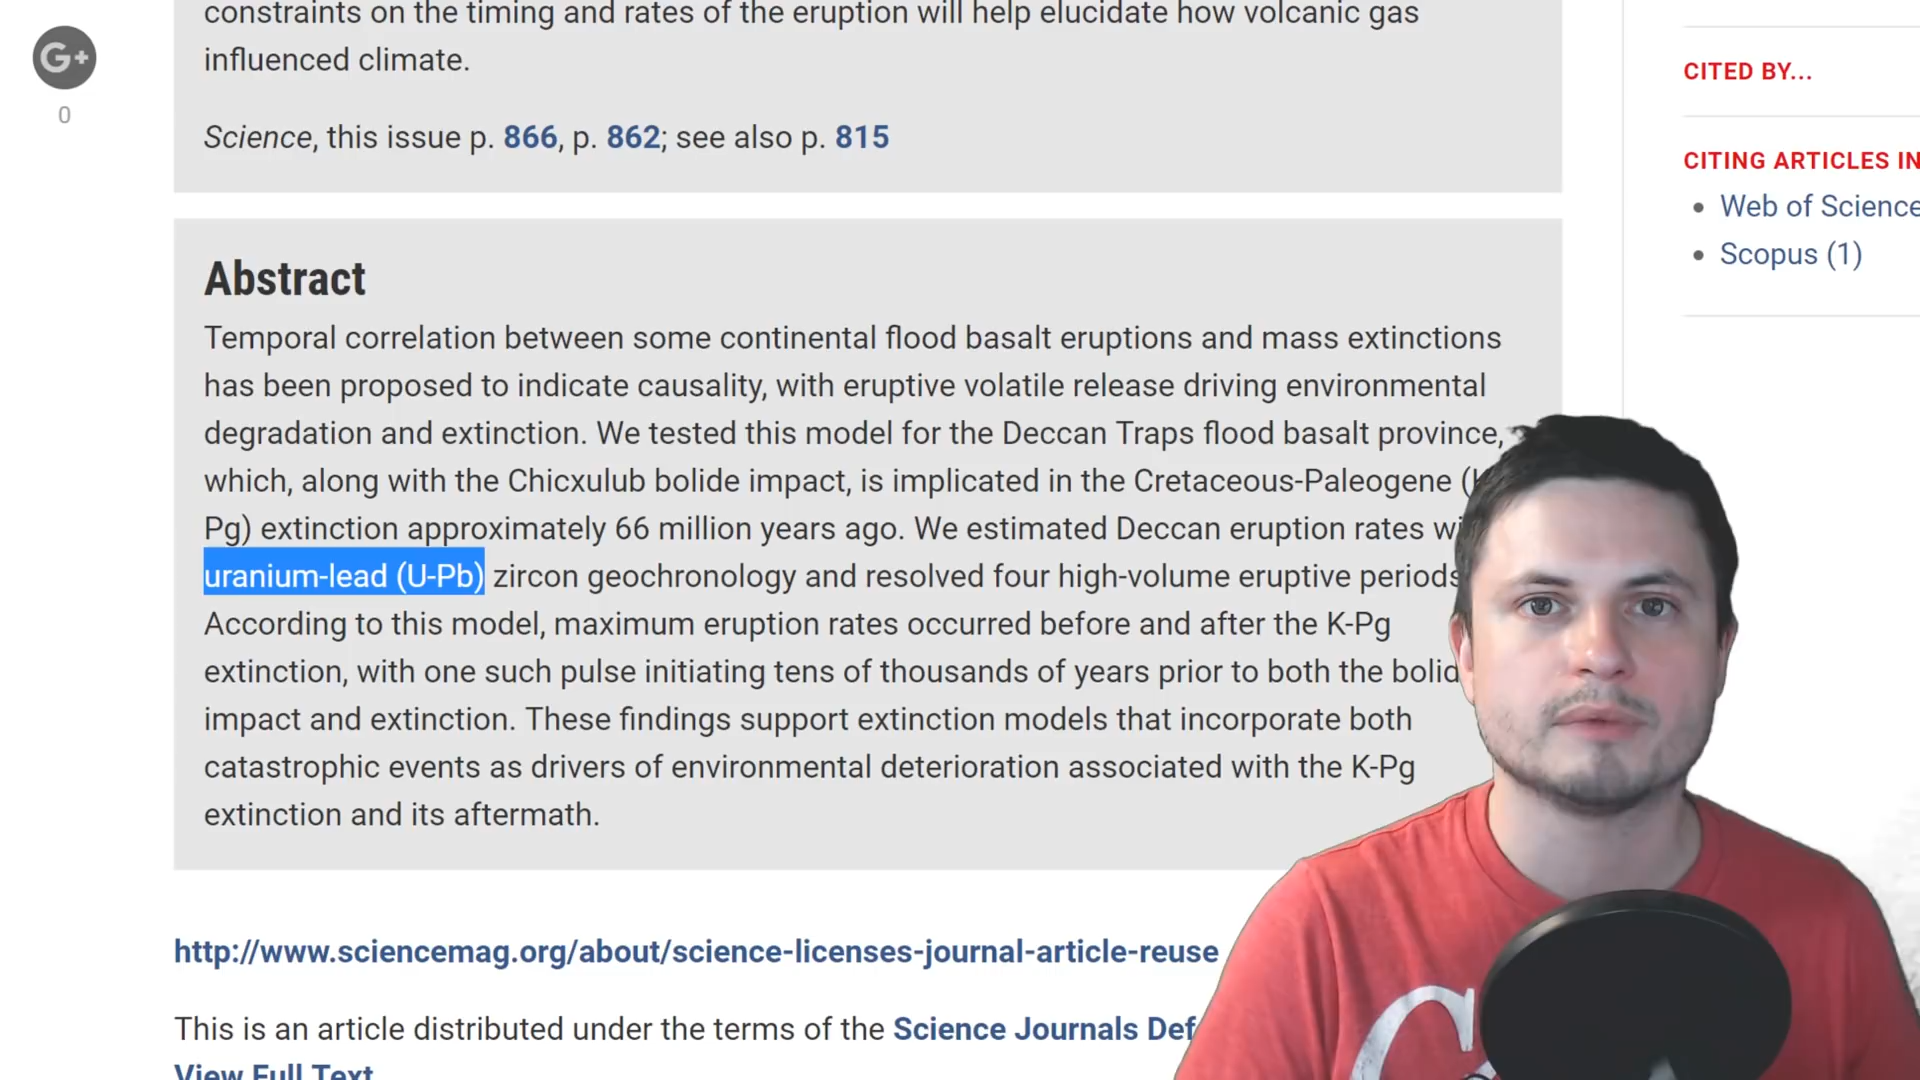 constraints on the timing and rates of the eruption will help elucidate how volcanic gas
influenced climate.
G+
0
Science, this issue p. 866, p. 862; see also p. 815
CITED BY...
CITING ARTICLES IN
Web of Science
Scopus (1)
Abstract
Temporal correlation between some continental flood basalt eruptions and mass extinctions
has been proposed to indicate causality, with eruptive volatile release driving environmental
degradation and extinction. We tested this model for the Deccan Traps flood basalt province,
which, along with the Chicxulub bolide impact, is implicated in the Cretaceous-Paleogene (
Pg) extinction approximately 66 million years ago. We estimated Deccan eruption rates wi
uranium-lead (U-Pb) zircon geochronology and resolved four high-volume eruptive periods
According to this model, maximum eruption rates occurred before and after the K-Pg
extinction, with one such pulse initiating tens of thousands of years prior to both the bolid
impact and extinction. These findings support extinction models that incorporate both
catastrophic events as drivers of environmental deterioration associated with the K-Pg
extinction and its aftermath.
http://www.sciencemag.org/about/science-licenses-journal-article-reuse
This is an article distributed under the terms of the Science Journals Def
View Full Text